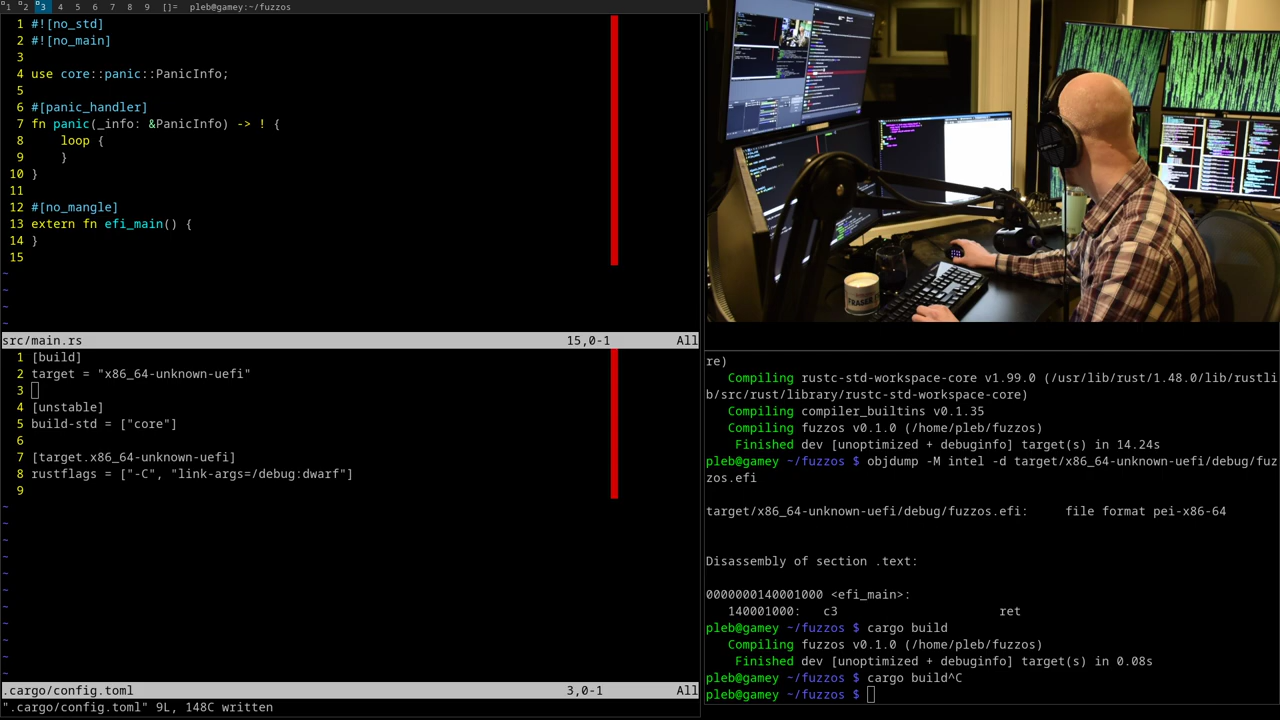 1 2 3 4 5 6 7 8 9 []= pleb@gamey:~/fuzzos
1 #![no_std]
2 #![no_main]
3
4 use core::panic::PanicInfo;
5
6 #[panic_handler]
7 fn panic(_info: &PanicInfo) -> ! {
8 loop {
9 }
10 }
11
12 #[no_mangle]
13 extern fn efi_main() {
14 }
15
~
~
~
~
src/main.rs 15,0-1 All
1 [build]
2 target = "x86_64-unknown-uefi"
3
4 [unstable]
5 build-std = ["core"]
6
7 [target.x86_64-unknown-uefi]
8 rustflags = ["-C", "link-args=/debug:dwarf"]
9
~
~
~
~
~
~
~
~
~
~
~
.cargo/config.toml 3,0-1 All
".cargo/config.toml" 9L, 148C written
re)
Compiling rustc-std-workspace-core v1.99.0 (/usr/lib/rust/1.48.0/lib/rustli
b/src/rust/library/rustc-std-workspace-core)
Compiling compiler_builtins v0.1.35
Compiling fuzzos v0.1.0 (/home/pleb/fuzzos)
Finished dev [unoptimized + debuginfo] target(s) in 14.24s
pleb@gamey ~/fuzzos $ objdump -M intel -d target/x86_64-unknown-uefi/debug/fuz
zos.efi
target/x86_64-unknown-uefi/debug/fuzzos.efi: file format pei-x86-64
Disassembly of section .text:
0000000140001000 <efi_main>:
140001000: c3 ret
pleb@gamey ~/fuzzos $ cargo build
Compiling fuzzos v0.1.0 (/home/pleb/fuzzos)
Finished dev [unoptimized + debuginfo] target(s) in 0.08s
pleb@gamey ~/fuzzos $ cargo build^C
pleb@gamey ~/fuzzos $